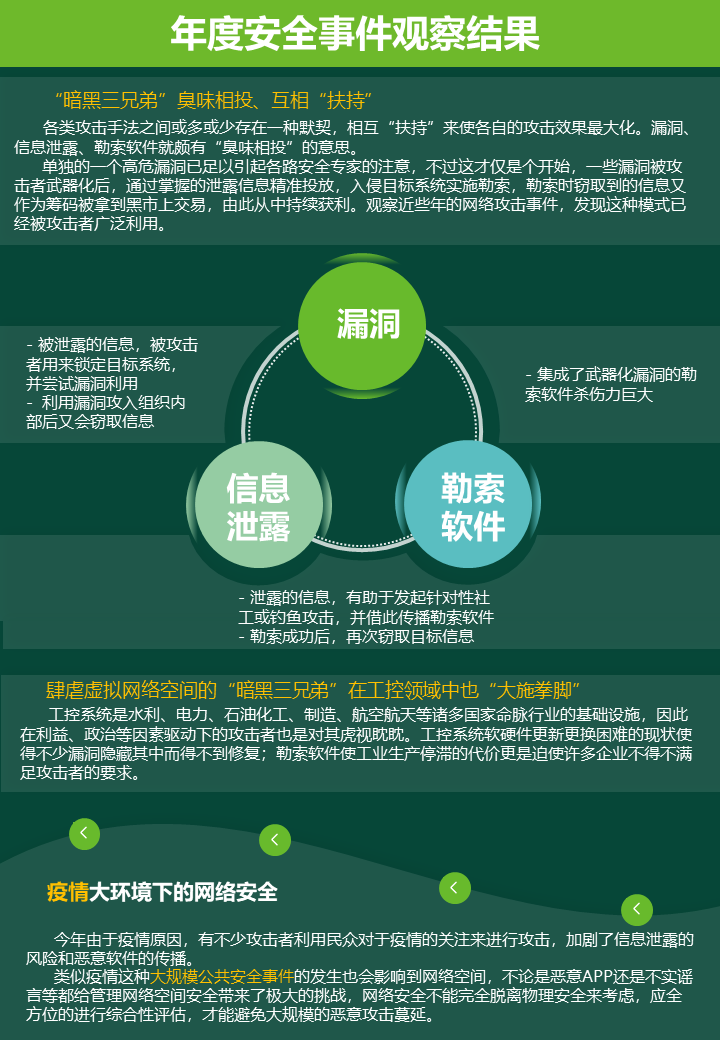 年度安全事件观察结果
“暗黑三兄弟”臭味相投、互相“扶持”
各类攻击手法之间或多或少存在一种默契，相互“扶持”来使各自的攻击效果最大化。漏洞、
信息泄露、勒索软件就颇有“臭味相投”的意思。
单独的一个高危漏洞已足以引起各路安全专家的注意，不过这才仅是个开始，一些漏洞被攻
击者武器化后，通过掌握的泄露信息精准投放，入侵目标系统实施勒索，勒索时窃取到的信息又
作为筹码被拿到黑市上交易，由此从中持续获利。观察近些年的网络攻击事件，发现这种模式已
经被攻击者广泛利用。
漏洞
- 被泄露的信息，被攻击
者用来锁定目标系统，
并尝试漏洞利用
- 利用漏洞攻入组织内
部后又会窃取信息
- 集成了武器化漏洞的勒
索软件杀伤力巨大
信息
泄露
勒索
软件
- 泄露的信息，有助于发起针对性社
工或钓鱼攻击，并借此传播勒索软件
- 勒索成功后，再次窃取目标信息
肆虐虚拟网络空间的“暗黑三兄弟”在工控领域中也“大施拳脚”
工控系统是水利、电力、石油化工、制造、航空航天等诸多国家命脉行业的基础设施，因此
在利益、政治等因素驱动下的攻击者也是对其虎视眈眈。工控系统软硬件更新更换困难的现状使
得不少漏洞隐藏其中而得不到修复；勒索软件使工业生产停滞的代价更是迫使许多企业不得不满
足攻击者的要求。
疫情大环境下的网络安全
今年由于疫情原因，有不少攻击者利用民众对于疫情的关注来进行攻击，加剧了信息泄露的
风险和恶意软件的传播。
类似疫情这种大规模公共安全事件的发生也会影响到网络空间，不论是恶意APP还是不实谣
言等都给管理网络空间安全带来了极大的挑战，网络安全不能完全脱离物理安全来考虑，应全
方位的进行综合性评估，才能避免大规模的恶意攻击蔓延。